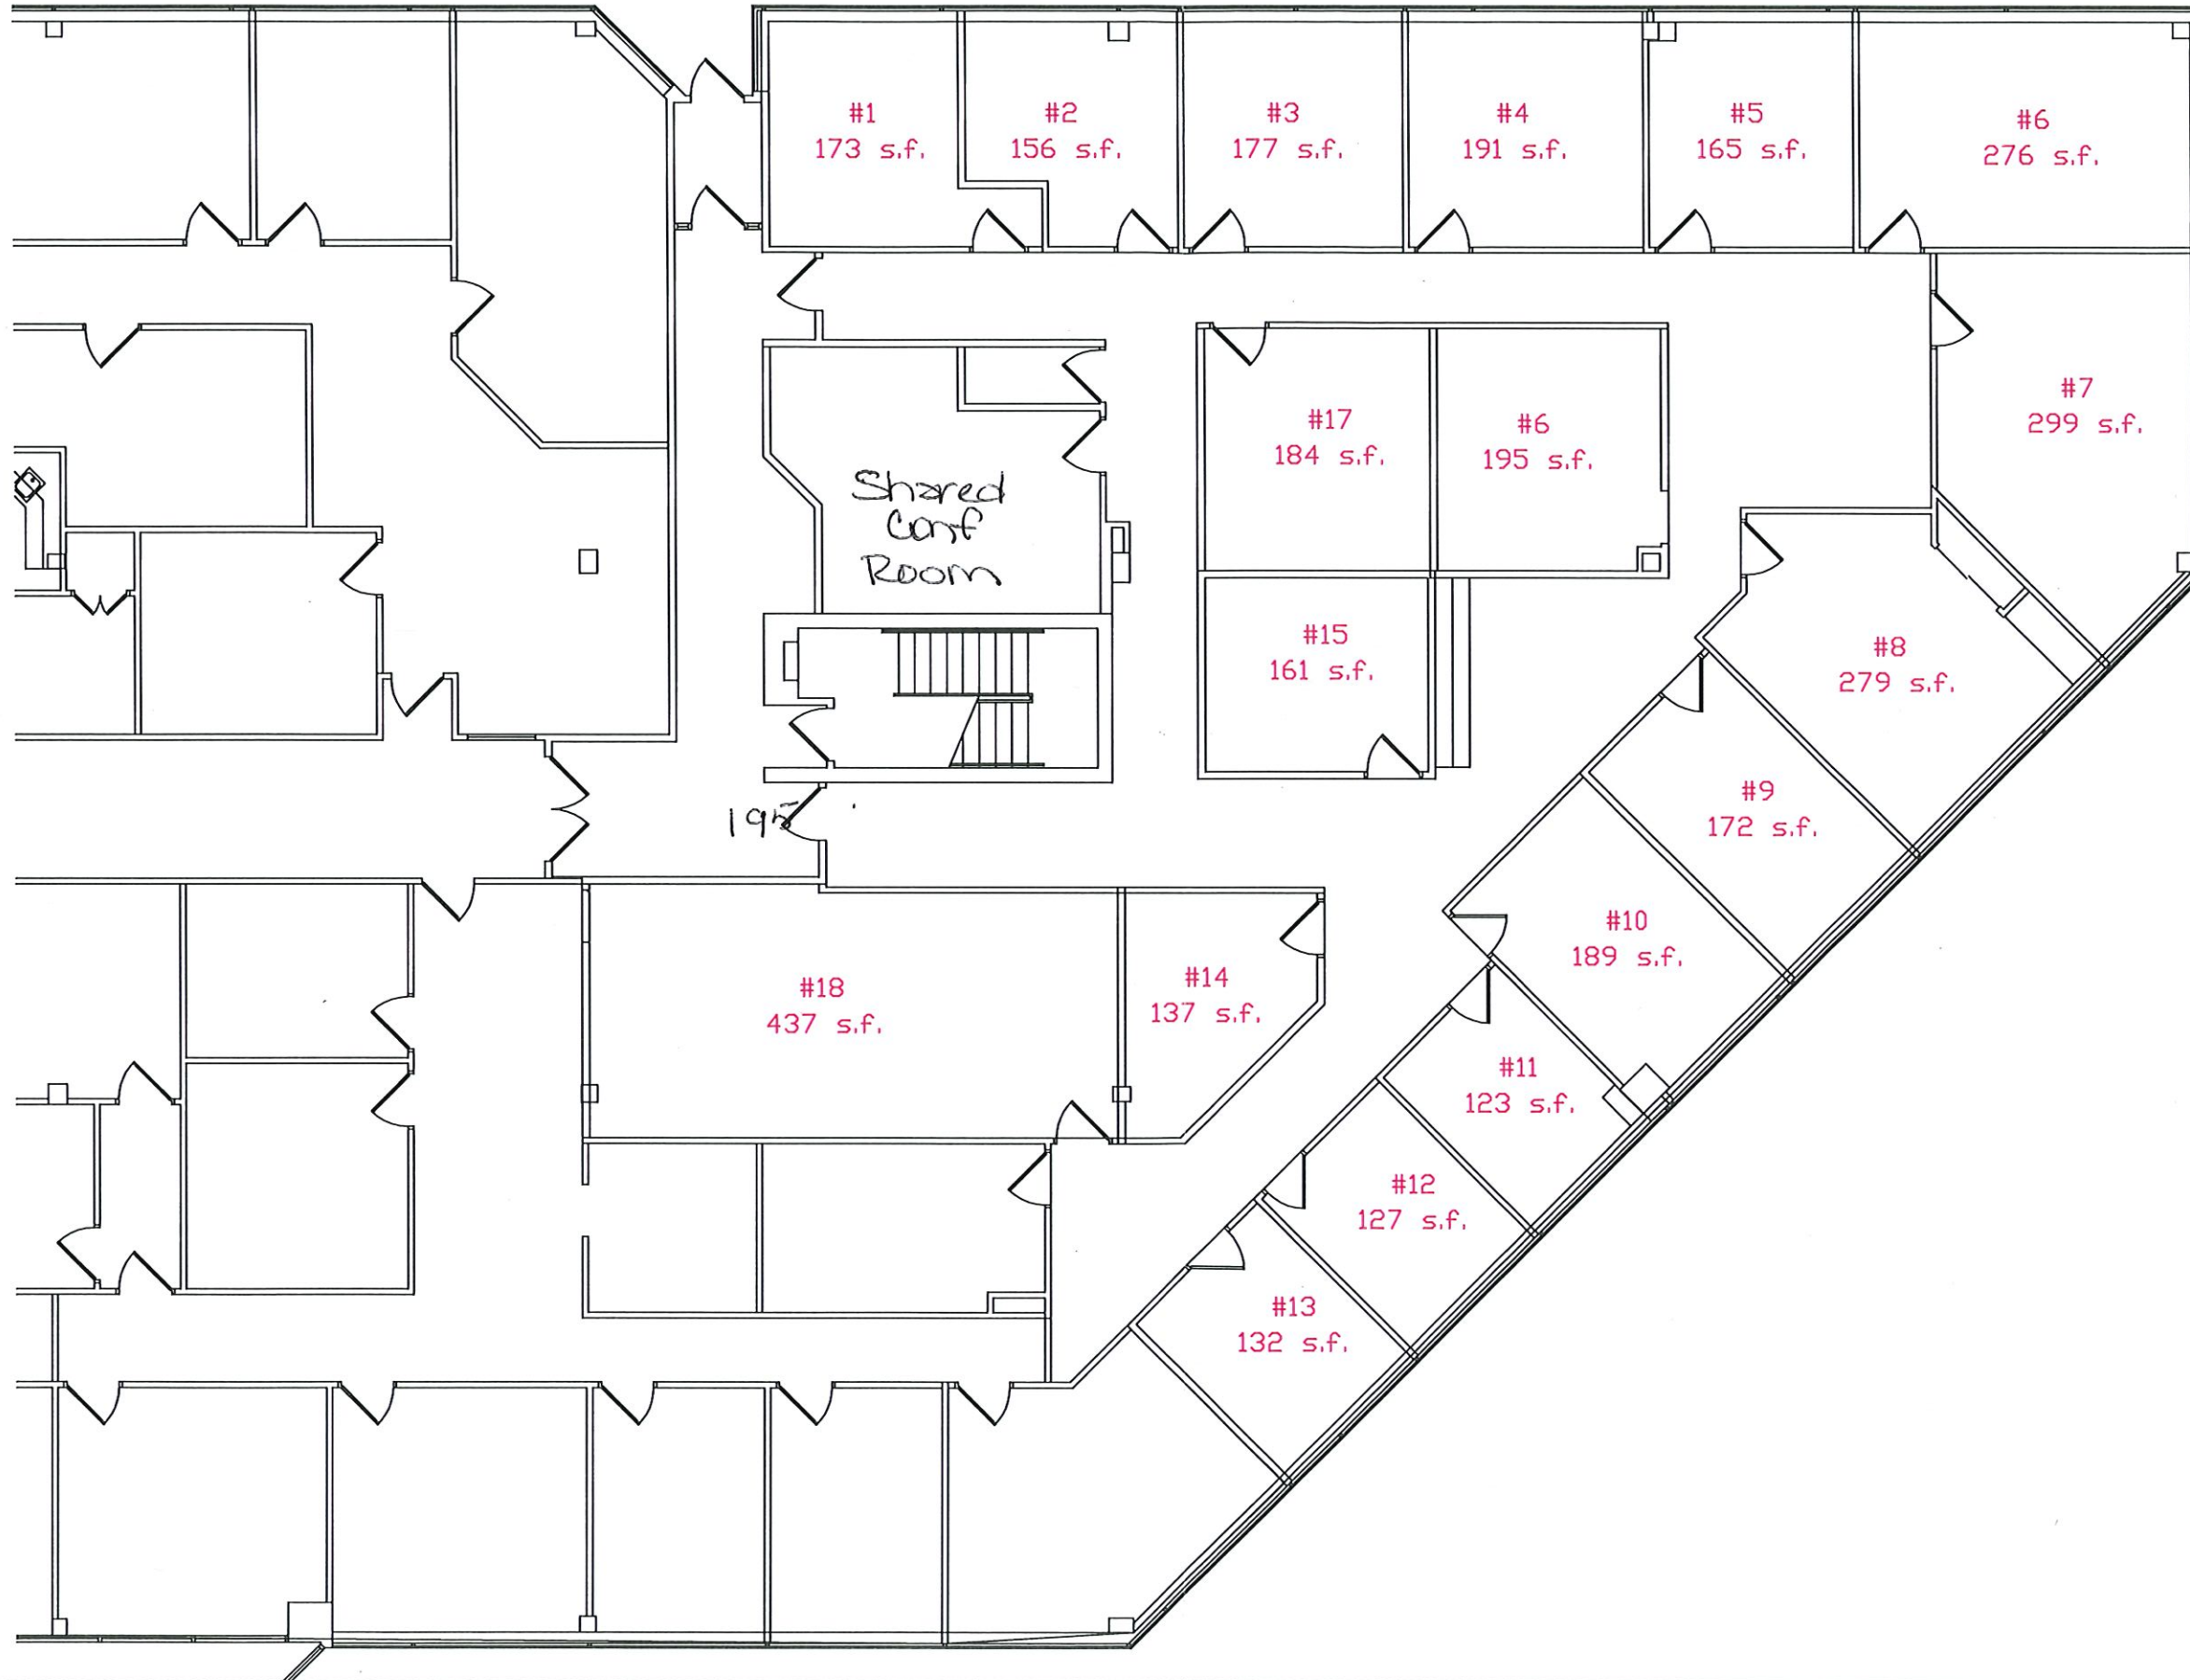 #1
173 s.f.
#2
156 s.f.
#3
177 s.f.
#4
191 s.f.
#5
165 s.f.
#6
276 s.f.
#17
184 s.f.
#6
195 s.f.
#7
299 s.f.
Shared
Conf
Room
#15
161 s.f.
#8
279 s.f.
195
#9
172 s.f.
#10
189 s.f.
#18
437 s.f.
#14
137 s.f.
#11
123 s.f.
#12
127 s.f.
#13
132 s.f.